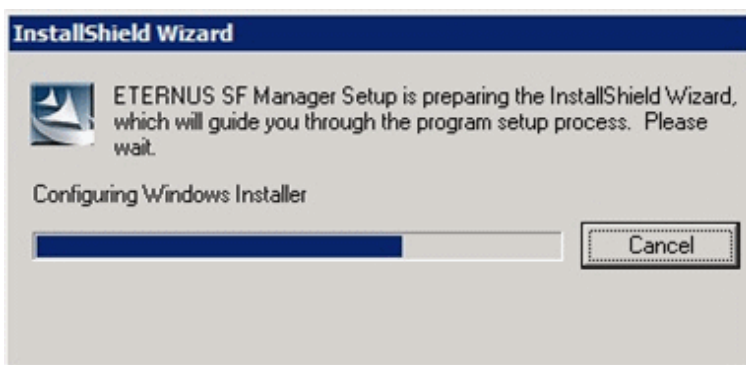 InstallShield Wizard
ETERNUS SF Manager Setup is preparing the InstallShield Wizard,
which will guide you through the program setup process. Please
wait.
Configuring Windows Installer
Cancel